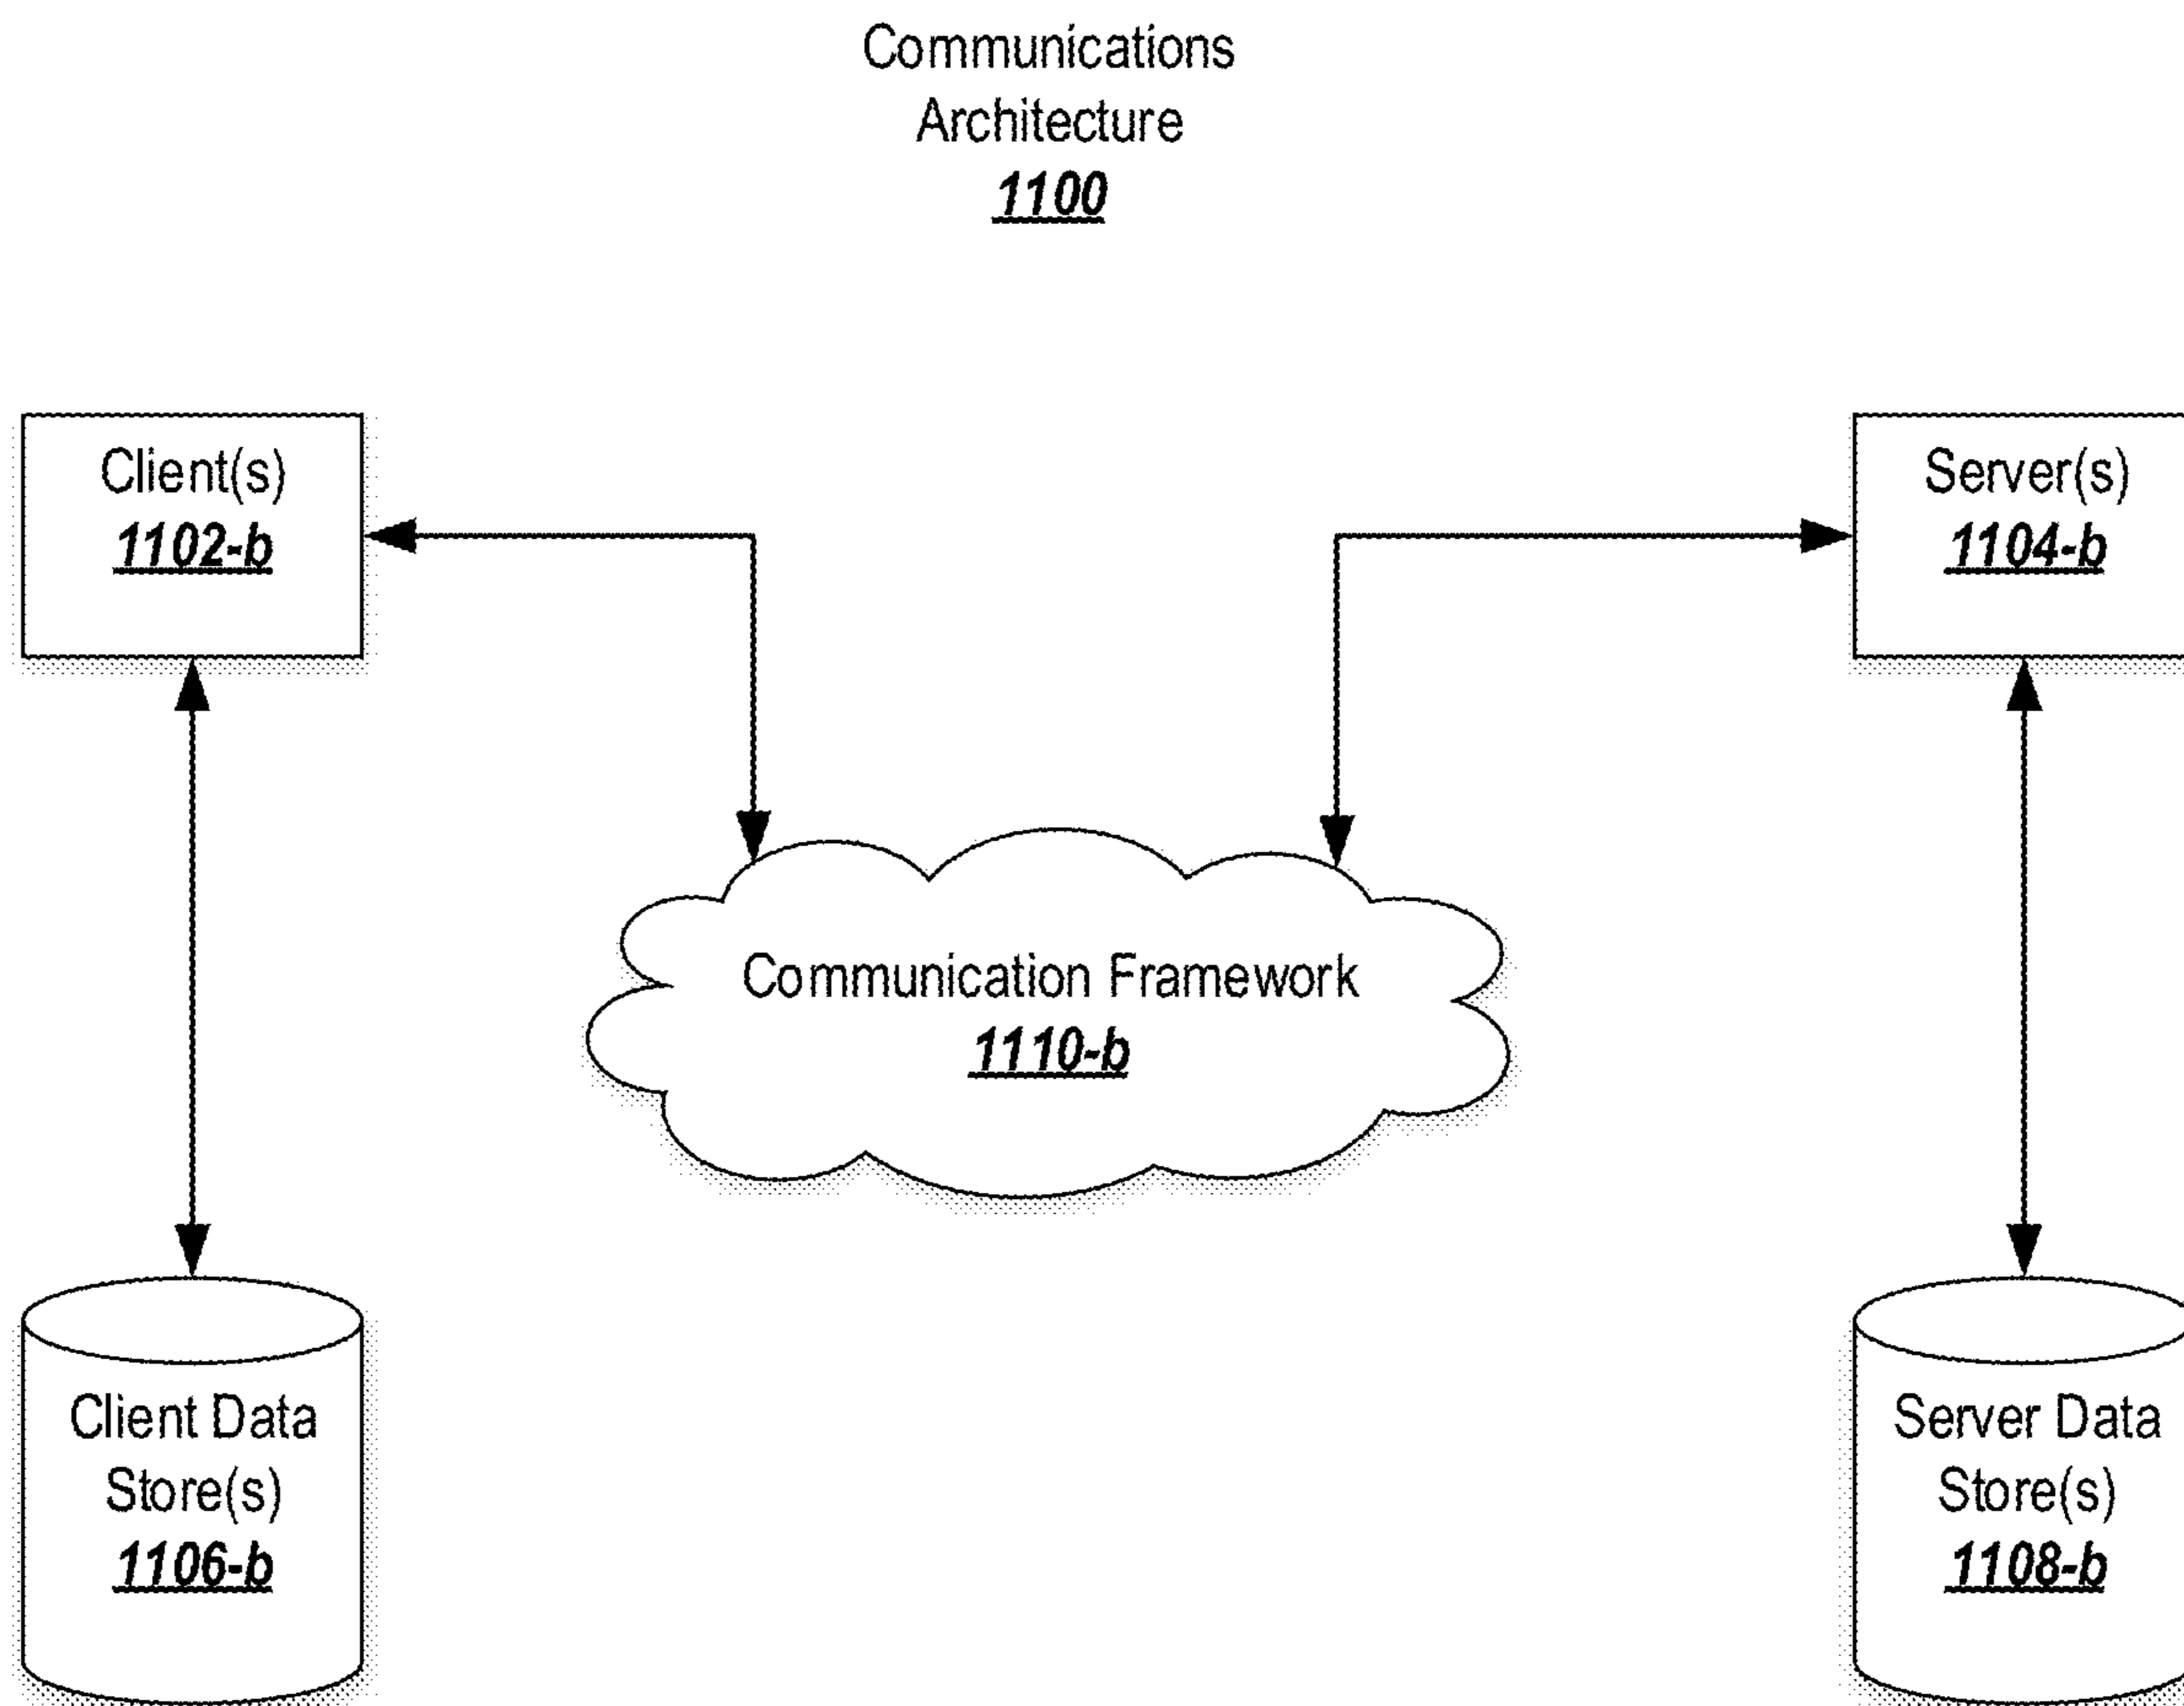 Communications
Architecture
1100
Client(s)
1102-b
Server(s)
1104-b
Communication Framework
1110-b
Client Data
Store(s)
1106-b
Server Data
Store(s)
1108-b